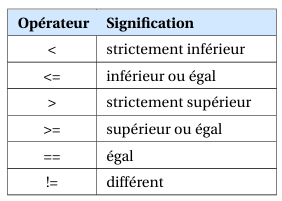 Opérateur Signification
< strictement inférieur
<= inférieur ou égal
> strictement supérieur
>= supérieur ou égal
== égal
!= différent